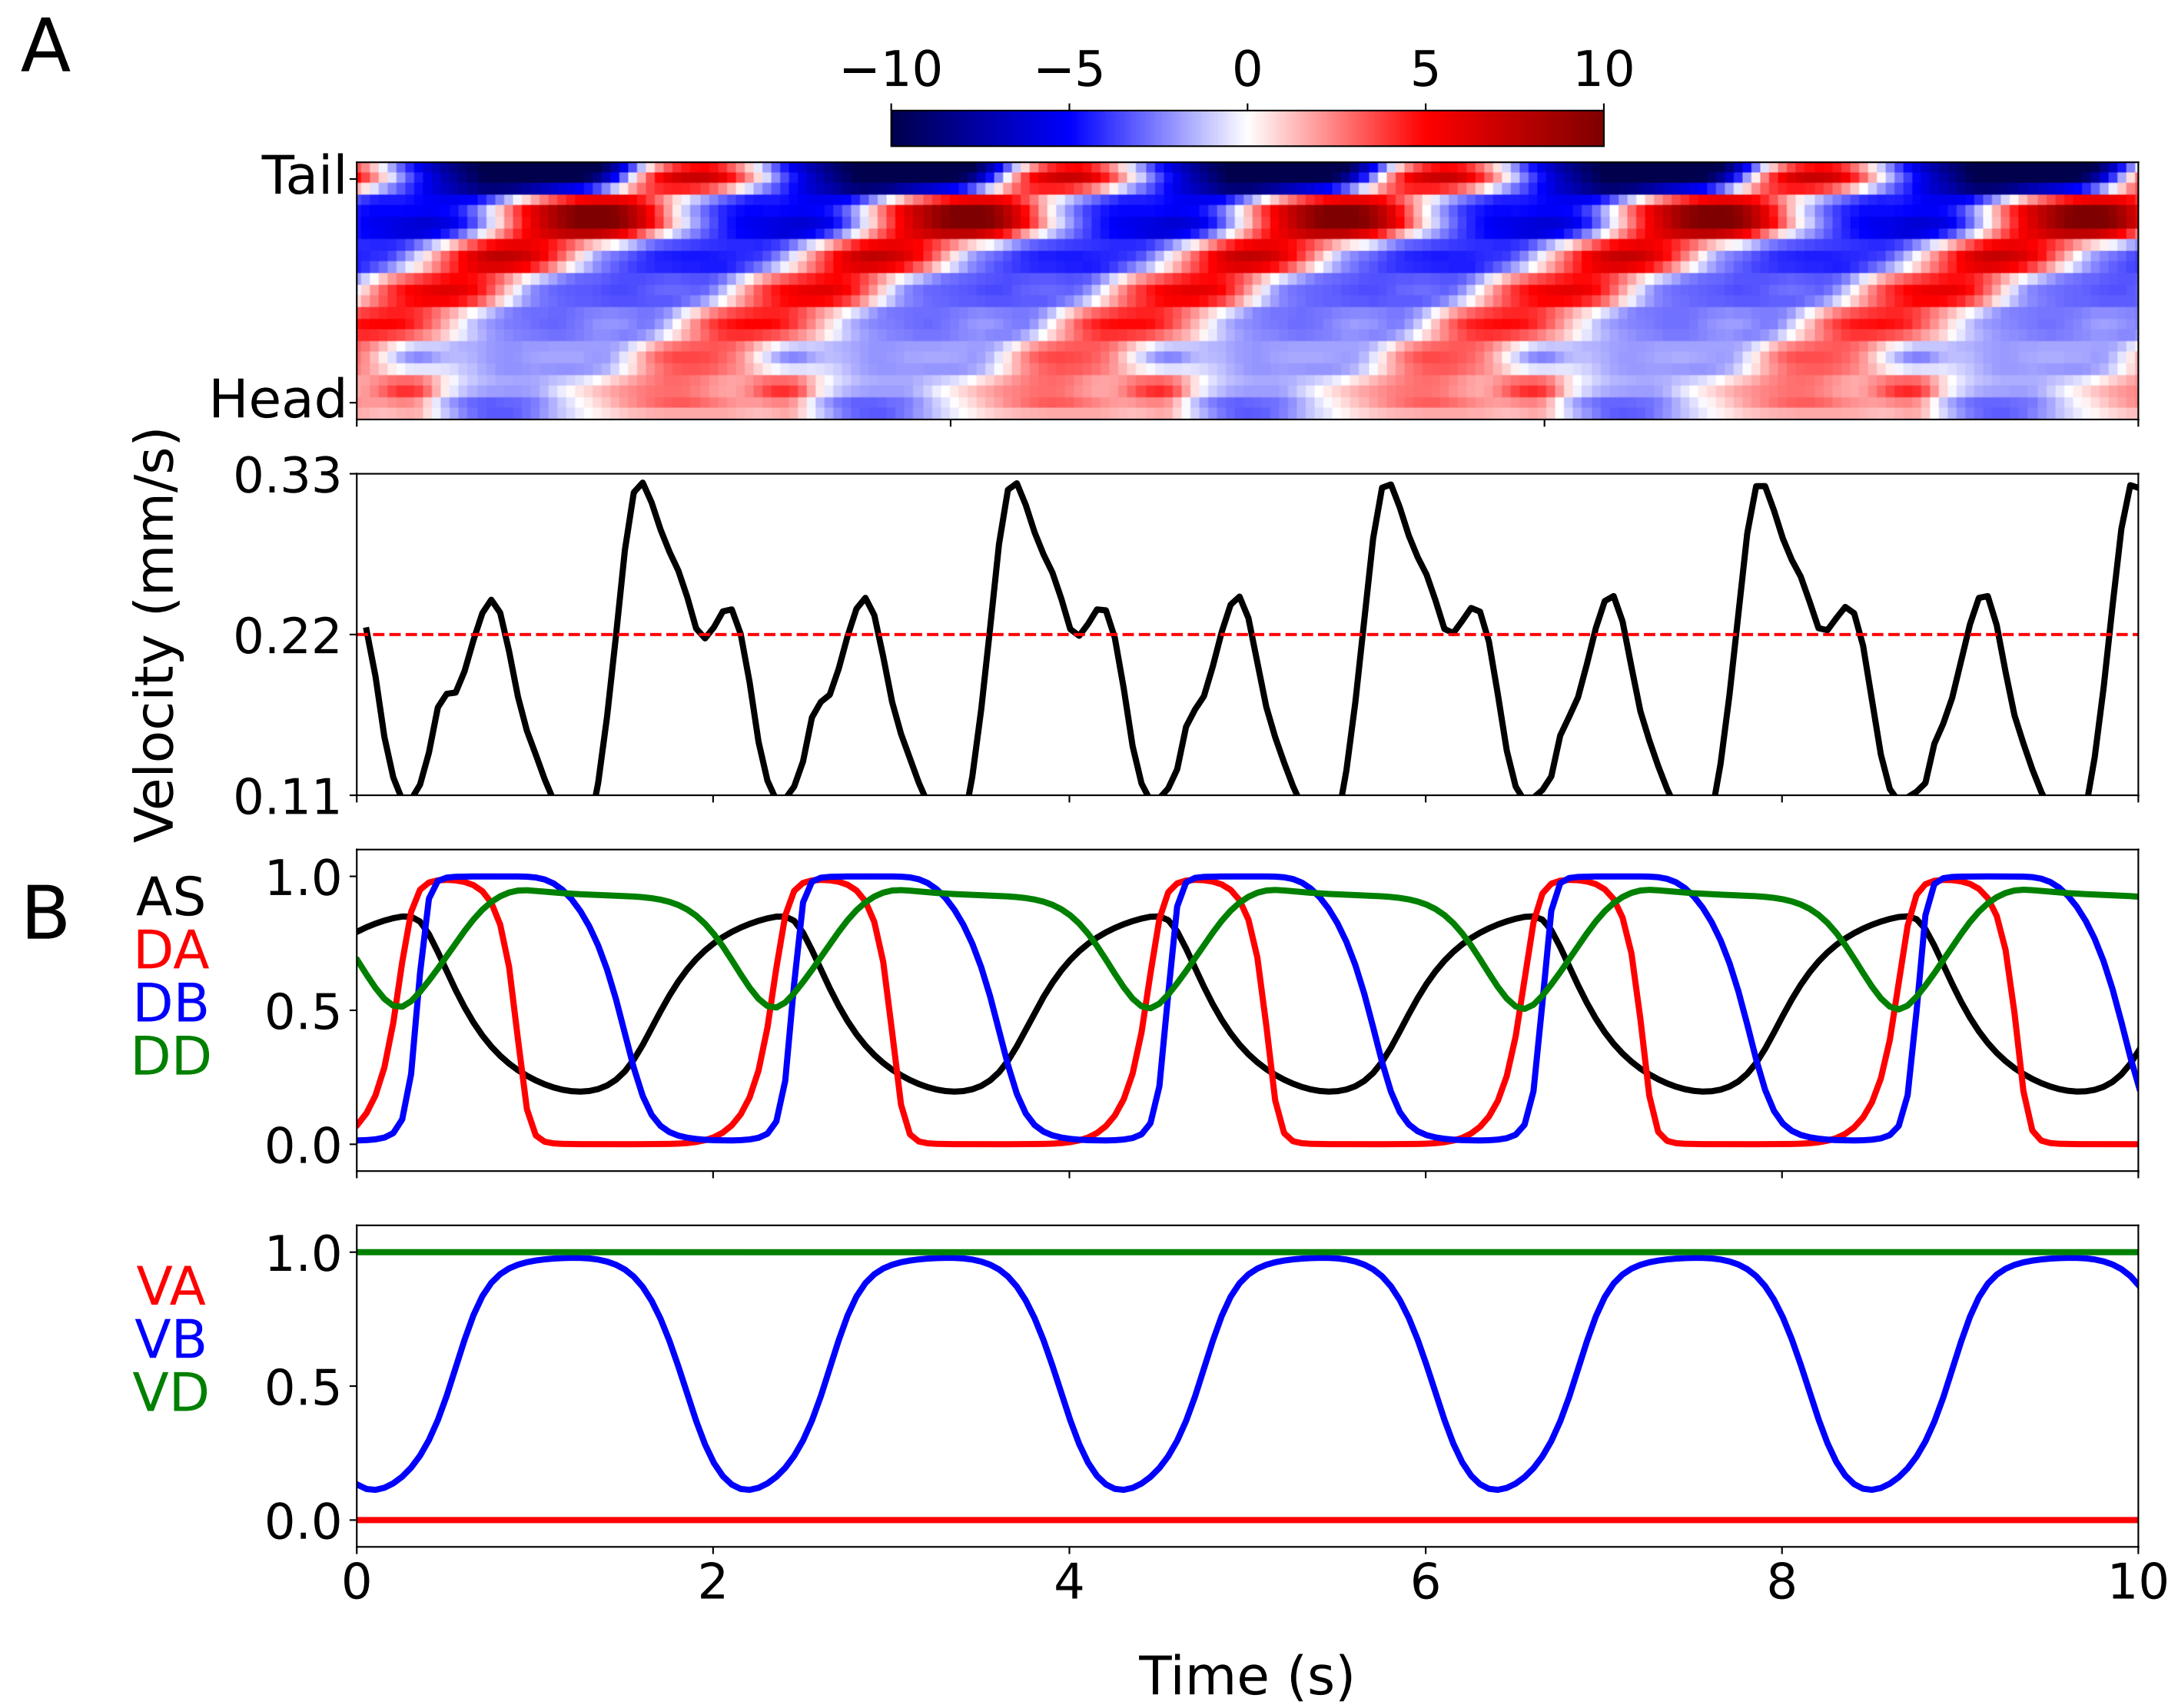 A
−10 −5 0 5 10
Tail
Head
Velocity (mm/s)
0.33
0.22
0.11
B
AS
DA
DB
DD
1.0
0.5
0.0
VA
VB
VD
1.0
0.5
0.0
0 2 4 6 8 10
Time (s)